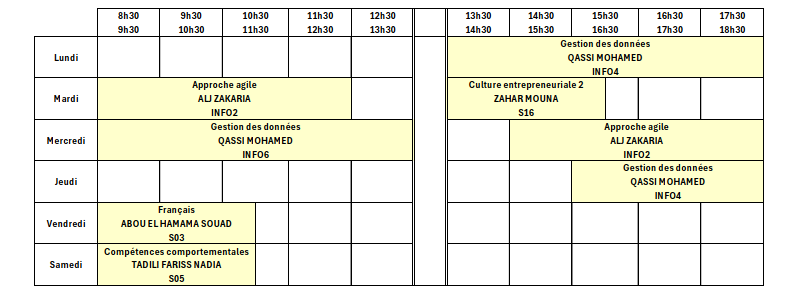 8h30 9h30 10h30 11h30 12h30 13h30 14h30 15h30 16h30 17h30
9h30 10h30 11h30 12h30 13h30 14h30 15h30 16h30 17h30 18h30
Lundi
Gestion des données
QASSI MOHAMED
INFO4
Mardi
Approche agile
ALJ ZAKARIA
INFO2
Culture entrepreneuriale 2
ZAHAR MOUNA
S16
Mercredi
Gestion des données
QASSI MOHAMED
INFO6
Approche agile
ALJ ZAKARIA
INFO2
Jeudi
Gestion des données
QASSI MOHAMED
INFO4
Vendredi
Français
ABOU EL HAMAMA SOUAD
S03
Samedi
Compétences comportementales
TADILI FARISS NADIA
S05